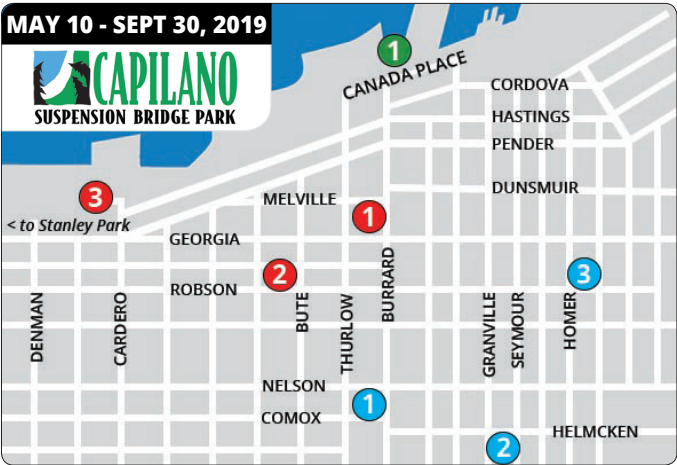 MAY 10 - SEPT 30, 2019
CAPILANO
SUSPENSION BRIDGE PARK
1
CANADA PLACE
CORDOVA
HASTINGS
PENDER
DUNSMUIR
3
MELVILLE
1
< to Stanley Park
GEORGIA
2
3
ROBSON
DENMAN
CARDERO
BUTE
THURLOW
BURRARD
GRANVILLE
SEYMOUR
HOMER
NELSON
1
COMOX
HELMCKEN
2